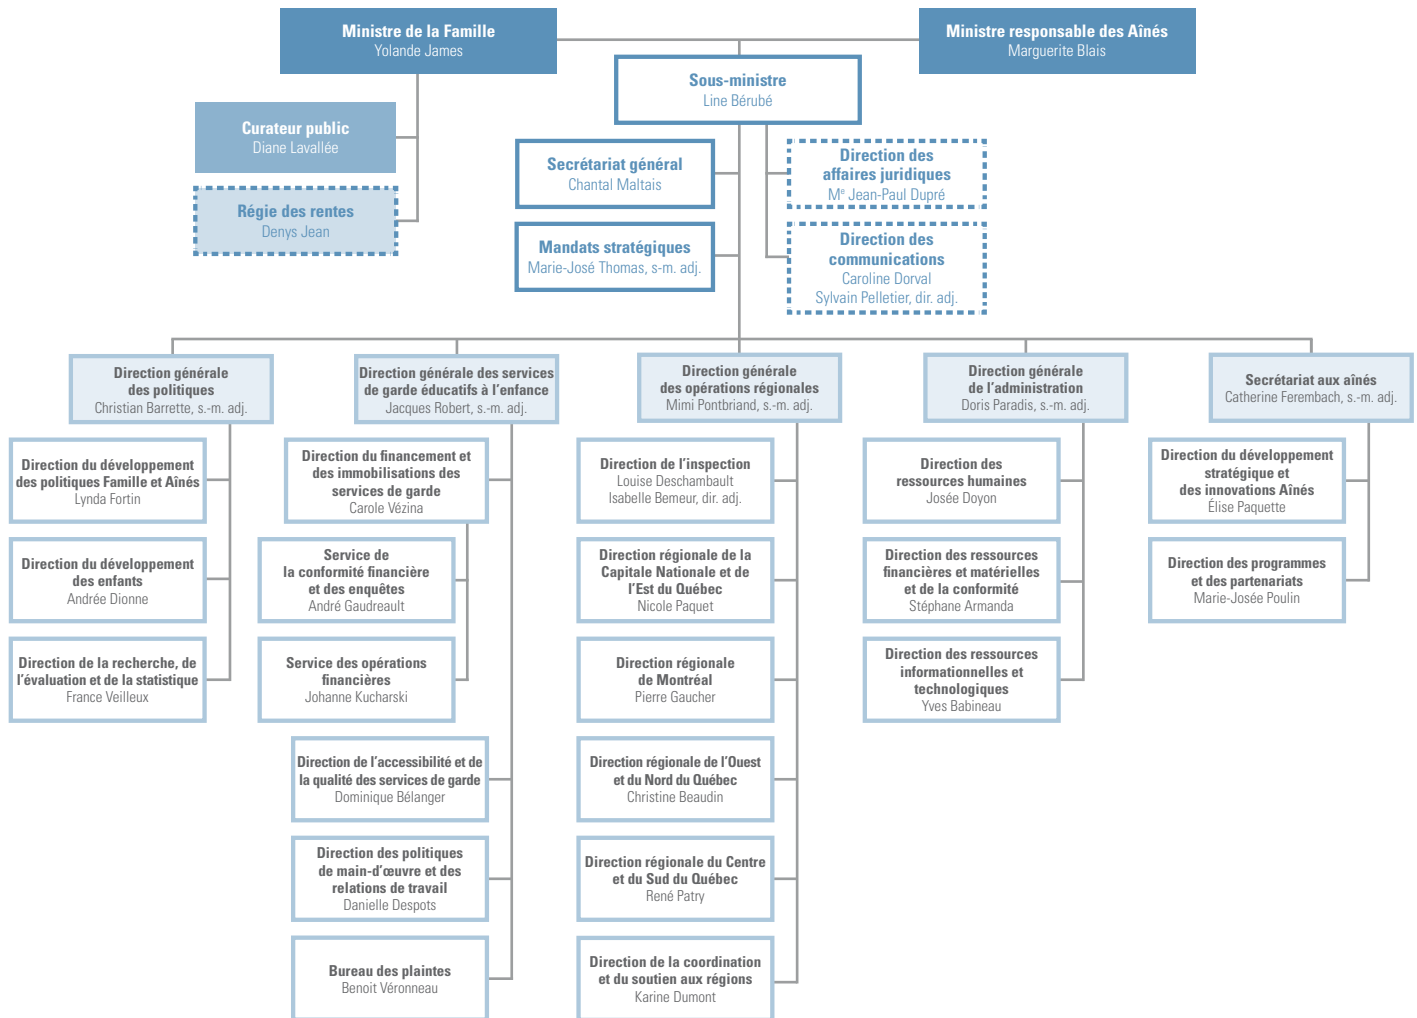 Ministre de la Famille
Yolande James
Ministre responsable des Aînés
Marguerite Blais
Sous-ministre
Line Bérubé
Curateur public
Diane Lavallée
Régie des rentes
Denys Jean
Secrétariat général
Chantal Maltais
Mandats stratégiques
Marie-José Thomas, s-m. adj.
Direction des
affaires juridiques
Me Jean-Paul Dupré
Direction des
communications
Caroline Dorval
Sylvain Pelletier, dir. adj.
Direction générale
des politiques
Christian Barrette, s.-m. adj.
Direction du développement
des politiques Famille et Aînés
Lynda Fortin
Direction du développement
des enfants
Andrée Dionne
Direction de la recherche, de
l'évaluation et de la statistique
France Veilleux
Direction générale des services
de garde éducatifs à l'enfance
Jacques Robert, s.-m. adj.
Direction du financement et
des immobilisations des
services de garde
Carole Vézina
Service de
la conformité financière
et des enquêtes
André Gaudreault
Service des opérations
financières
Johanne Kucharski
Direction de l'accessibilité et de
la qualité des services de garde
Dominique Bélanger
Direction des politiques
de main-d'œuvre et des
relations de travail
Danielle Despots
Bureau des plaintes
Benoit Véronneau
Direction générale
des opérations régionales
Mimi Pontbriand, s.-m. adj.
Direction de l'inspection
Louise Deschambault
Isabelle Bemeur, dir. adj.
Direction régionale de la
Capitale Nationale et de
l'Est du Québec
Nicole Paquet
Direction régionale
de Montréal
Pierre Gaucher
Direction régionale de l'Ouest
et du Nord du Québec
Christine Beaudin
Direction régionale du Centre
et du Sud du Québec
René Patry
Direction de la coordination
et du soutien aux régions
Karine Dumont
Direction générale
de l'administration
Doris Paradis, s.-m. adj.
Direction des
ressources humaines
Josée Doyon
Direction des ressources
financières et matérielles
et de la conformité
Stéphane Armanda
Direction des ressources
informationnelles et
technologiques
Yves Babineau
Secrétariat aux aînés
Catherine Ferembach, s.-m. adj.
Direction du développement
stratégique et
des innovations Aînés
Élise Paquette
Direction des programmes
et des partenariats
Marie-Josée Poulin